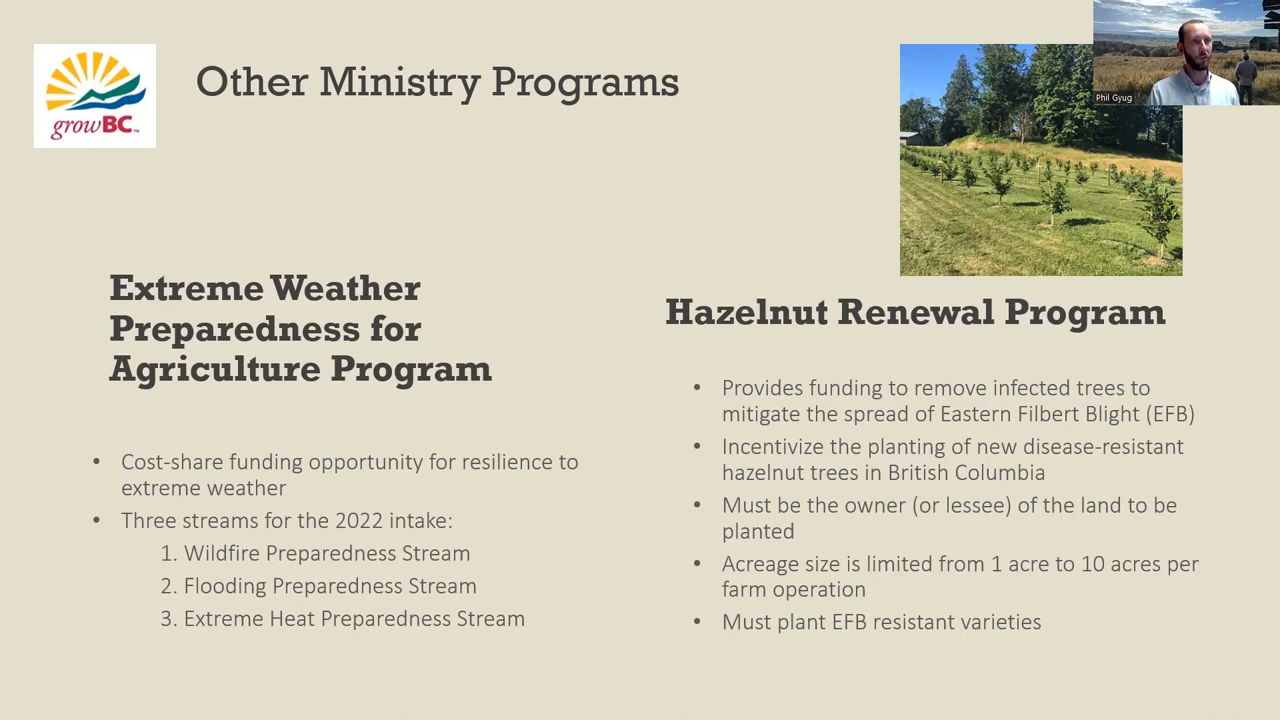 growBC™
Other Ministry Programs
Phil Gyug
Extreme Weather
Preparedness for
Agriculture Program
• Cost-share funding opportunity for resilience to
extreme weather
• Three streams for the 2022 intake:
1. Wildfire Preparedness Stream
2. Flooding Preparedness Stream
3. Extreme Heat Preparedness Stream
Hazelnut Renewal Program
• Provides funding to remove infected trees to
mitigate the spread of Eastern Filbert Blight (EFB)
• Incentivize the planting of new disease-resistant
hazelnut trees in British Columbia
• Must be the owner (or lessee) of the land to be
planted
• Acreage size is limited from 1 acre to 10 acres per
farm operation
• Must plant EFB resistant varieties